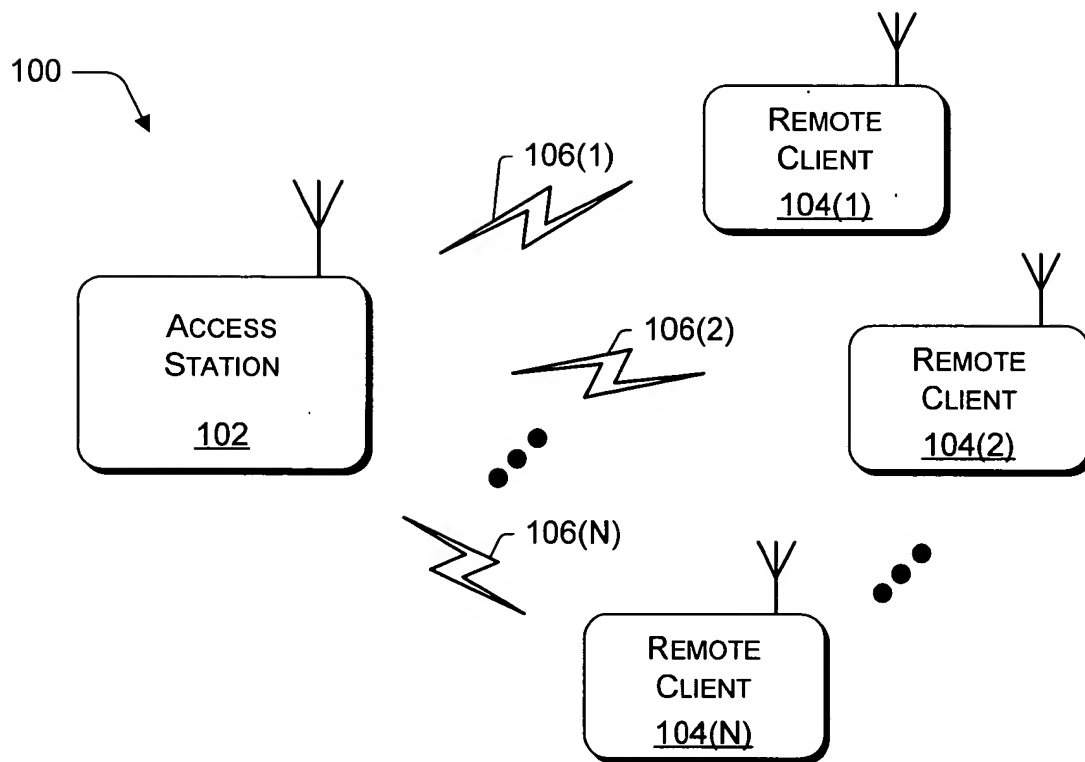 100
REMOTE
CLIENT
104(1)
106(1)
ACCESS
STATION
102
106(2)
REMOTE
CLIENT
104(2)
106(N)
REMOTE
CLIENT
104(N)